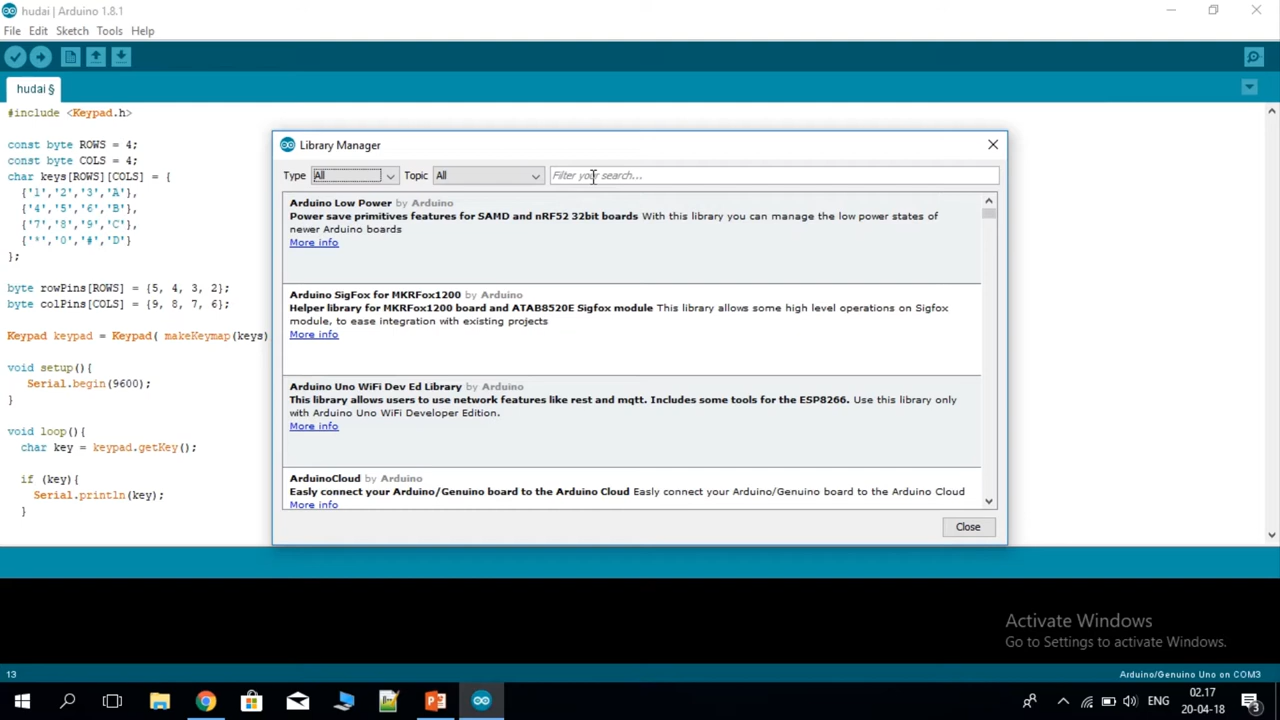 hudai | Arduino 1.8.1
File Edit Sketch Tools Help
hudai §
#include <Keypad.h>
const byte ROWS = 4;
const byte COLS = 4;
char keys[ROWS][COLS] = {
{'1','2','3','A'},
{'4','5','6','B'},
{'7','8','9','C'},
{'*','0','#','D'}
};
byte rowPins[ROWS] = {5, 4, 3, 2};
byte colPins[COLS] = {9, 8, 7, 6};
Keypad keypad = Keypad( makeKeymap(keys)
void setup(){
Serial.begin(9600);
}
void loop(){
char key = keypad.getKey();
if (key){
Serial.println(key);
}
Library Manager
Type All Topic All Filter your search...
Arduino Low Power by Arduino
Power save primitives features for SAMD and nRF52 32bit boards With this library you can manage the low power states of
newer Arduino boards
More info
Arduino SigFox for MKRFox1200 by Arduino
Helper library for MKRFox1200 board and ATAB8520E Sigfox module This library allows some high level operations on Sigfox
module, to ease integration with existing projects
More info
Arduino Uno WiFi Dev Ed Library by Arduino
This library allows users to use network features like rest and mqtt. Includes some tools for the ESP8266. Use this library only
with Arduino Uno WiFi Developer Edition.
More info
ArduinoCloud by Arduino
Easly connect your Arduino/Genuino board to the Arduino Cloud Easly connect your Arduino/Genuino board to the Arduino Cloud
More info
Close
Activate Windows
Go to Settings to activate Windows.
13 Arduino/Genuino Uno on COM3
ENG
02.17
20-04-18
3